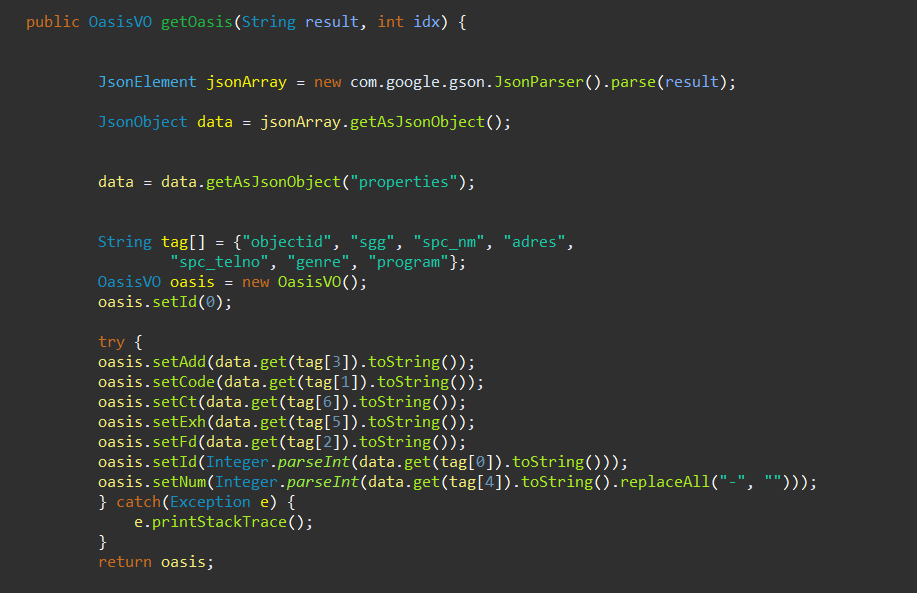 public OasisVO getOasis(String result, int idx) {
JsonElement jsonArray = new com.google.gson.JsonParser().parse(result);
JsonObject data = jsonArray.getAsJsonObject();
data = data.getAsJsonObject("properties");
String tag[] = {"objectid", "sgg", "spc_nm", "adres",
"spc_telno", "genre", "program"};
OasisVO oasis = new OasisVO();
oasis.setId(0);
try {
oasis.setAdd(data.get(tag[3]).toString());
oasis.setCode(data.get(tag[1]).toString());
oasis.setCt(data.get(tag[6]).toString());
oasis.setExh(data.get(tag[5]).toString());
oasis.setFd(data.get(tag[2]).toString());
oasis.setId(Integer.parseInt(data.get(tag[0]).toString()));
oasis.setNum(Integer.parseInt(data.get(tag[4]).toString().replaceAll("-", "")));
} catch(Exception e) {
e.printStackTrace();
}
return oasis;